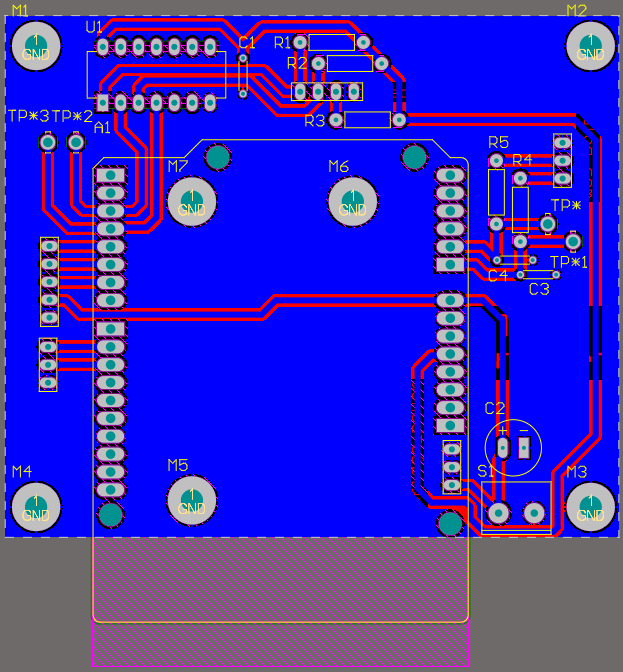 M1
M2
U1
C1
R1
1
GND
1
GND
R2
TP*3
TP*2
A1
R3
R5
R4
M7
M6
1
GND
1
GND
TP*
TP*1
C4
C3
C2
+ −
M4
M5
S1
M3
1
GND
1
GND
1
GND